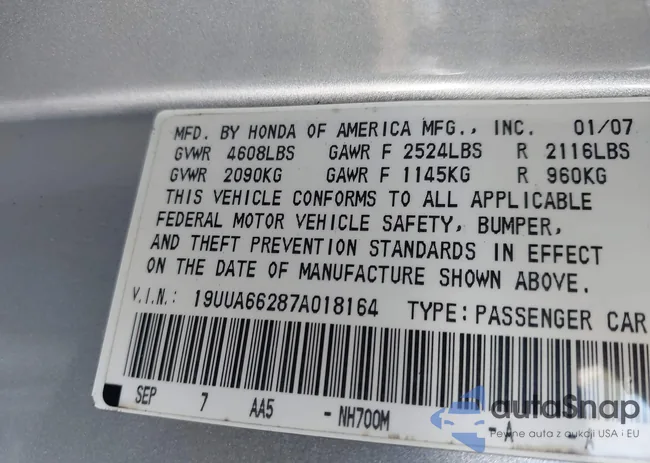 MFD. BY HONDA OF AMERICA MFG., INC. 01/07
GVWR 4608LBS GAWR F 2524LBS R 2116LBS
GVWR 2090KG GAWR F 1145KG R 960KG
THIS VEHICLE CONFORMS TO ALL APPLICABLE
FEDERAL MOTOR VEHICLE SAFETY, BUMPER,
AND THEFT PREVENTION STANDARDS IN EFFECT
ON THE DATE OF MANUFACTURE SHOWN ABOVE.
V.I.N.: 19UUA66287A018164 TYPE: PASSENGER CAR
SEP 7 AA5 - NH700M - A - A
autoSnap
Pewne auta z aukcji USA i EU